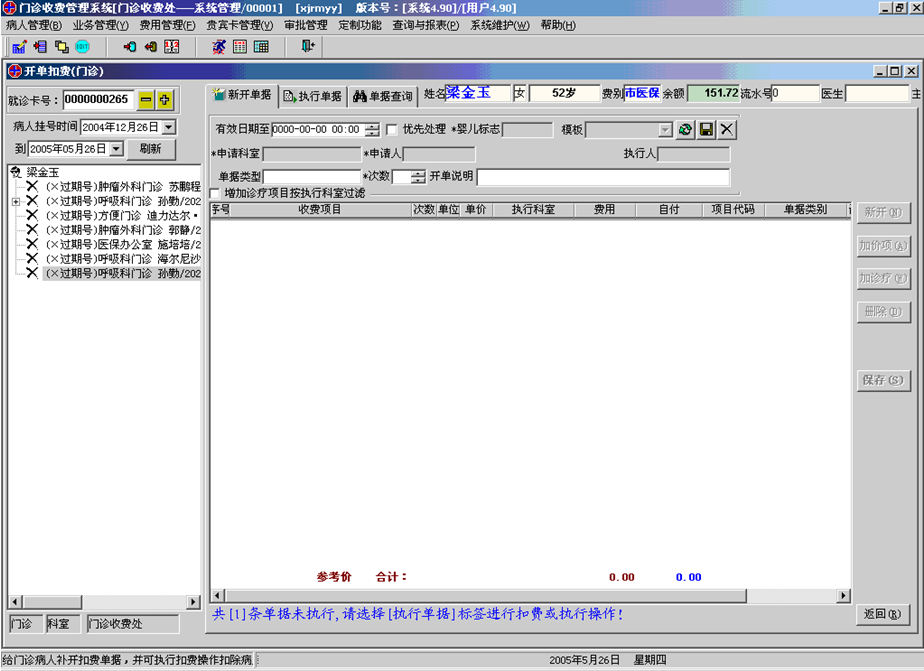 门诊收费管理系统[门诊收费处——系统管理/00001]  [xjrmyy]  版本号:[系统4.90]/[用户4.90]
病人管理(B) 业务管理(Y) 费用管理(F) 贵宾卡管理(V) 审批管理 定制功能 查询与报表(P) 系统维护(W) 帮助(H)
开单扣费(门诊)
就诊卡号: 0000000265
病人挂号时间 2004年12月26日
到 2005年05月26日 刷新
梁金玉
(×过期号)肿瘤外科门诊 苏鹏程
(×过期号)呼吸科门诊 孙勤/202
(×过期号)方便门诊 迪力达尔·
(×过期号)肿瘤外科门诊 郭静/2
(×过期号)医保办公室 施培培/2
(×过期号)呼吸科门诊 海尔尼沙
(×过期号)呼吸科门诊 孙勤/202
门诊 科室 门诊收费处
新开单据 执行单据 单据查询 姓名 梁金玉 女 52岁 费别 市医保 余额 151.72 流水号 0 医生 主
有效日期至 0000-00-00 00:00 优先处理 *婴儿标志 模板
*申请科室 *申请人 执行人
单据类型 *次数 开单说明
增加诊疗项目按执行科室过滤
序号 收费项目 次数 单位 单价 执行科室 费用 自付 项目代码 单据类别
新开(N)
加价项(A)
加诊疗(M)
删除(D)
保存(S)
参考价 合计: 0.00 0.00
共[1]条单据未执行,请选择[执行单据]标签进行扣费或执行操作!
返回(R)
给门诊病人补开扣费单据,并可执行扣费操作扣除病 2005年5月26日 星期四